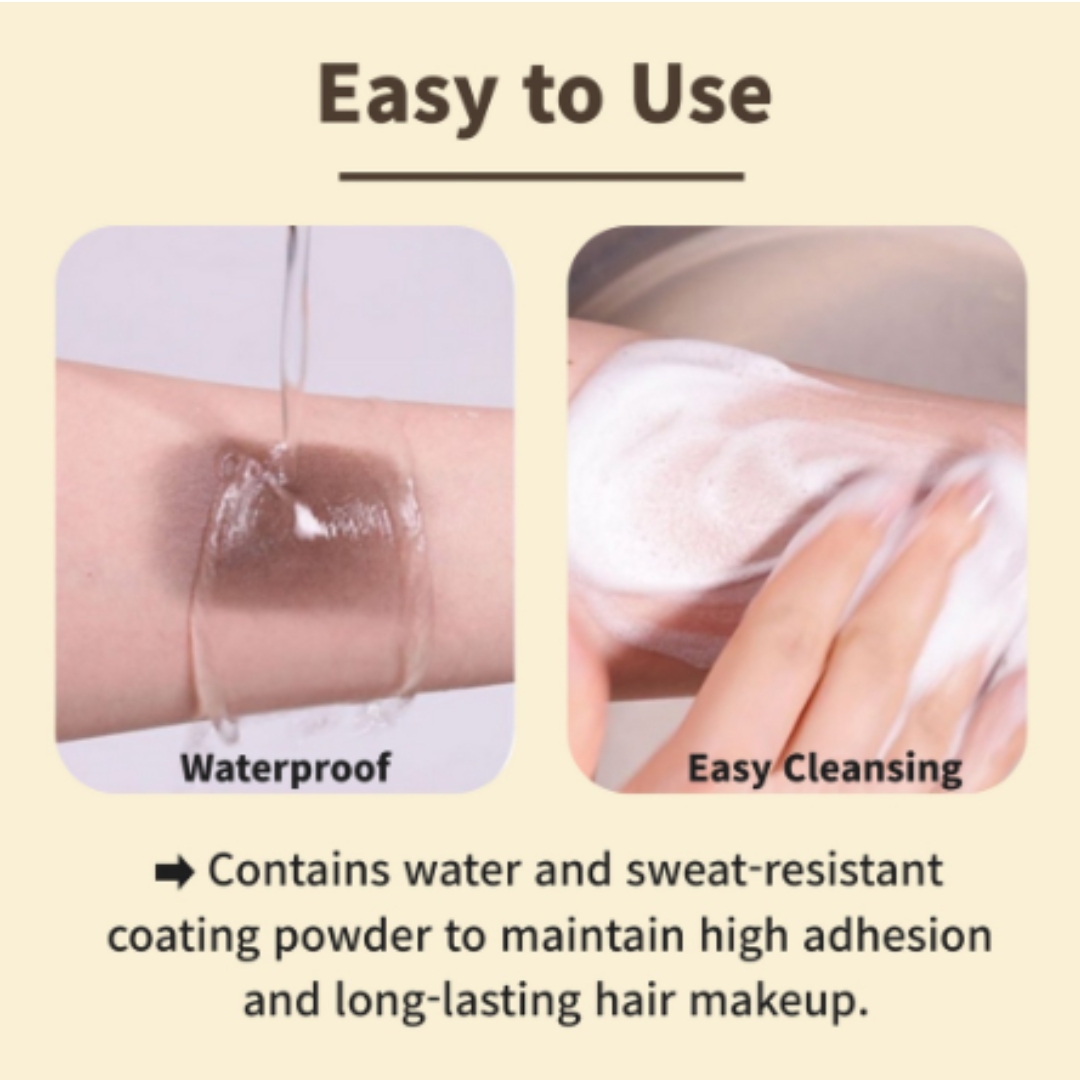 Easy to Use
Waterproof
Easy Cleansing
➡ Contains water and sweat-resistant
coating powder to maintain high adhesion
and long-lasting hair makeup.